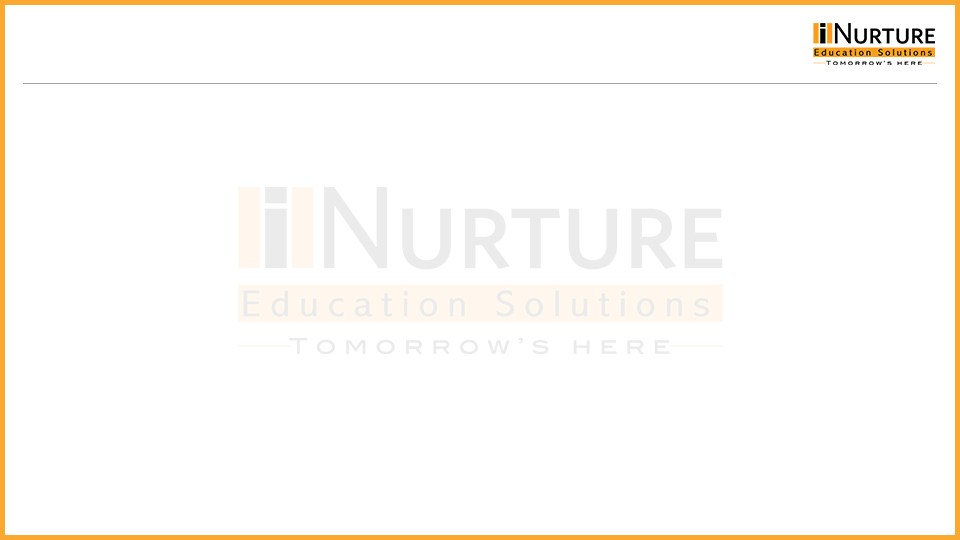 iNurture
Education Solutions
Tomorrow's here
iNurture
Education Solutions
Tomorrow's here